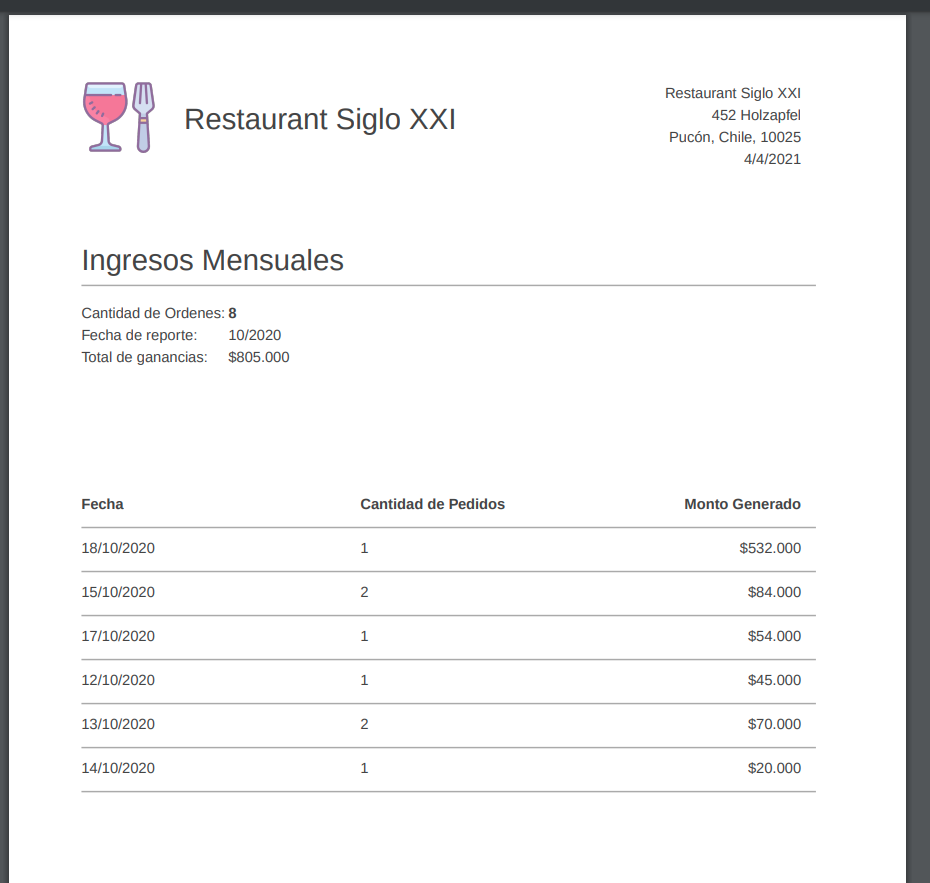 Restaurant Siglo XXI
Restaurant Siglo XXI
452 Holzapfel
Pucón, Chile, 10025
4/4/2021
Ingresos Mensuales
Cantidad de Ordenes: 8
Fecha de reporte: 10/2020
Total de ganancias: $805.000
Fecha Cantidad de Pedidos Monto Generado
18/10/2020 1 $532.000
15/10/2020 2 $84.000
17/10/2020 1 $54.000
12/10/2020 1 $45.000
13/10/2020 2 $70.000
14/10/2020 1 $20.000